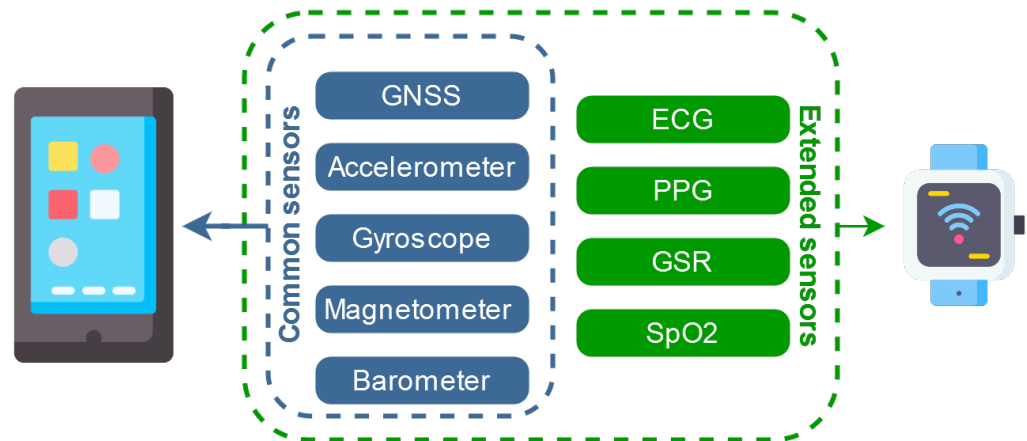 Common sensors
GNSS
Accelerometer
Gyroscope
Magnetometer
Barometer
ECG
PPG
GSR
SpO2
Extended sensors